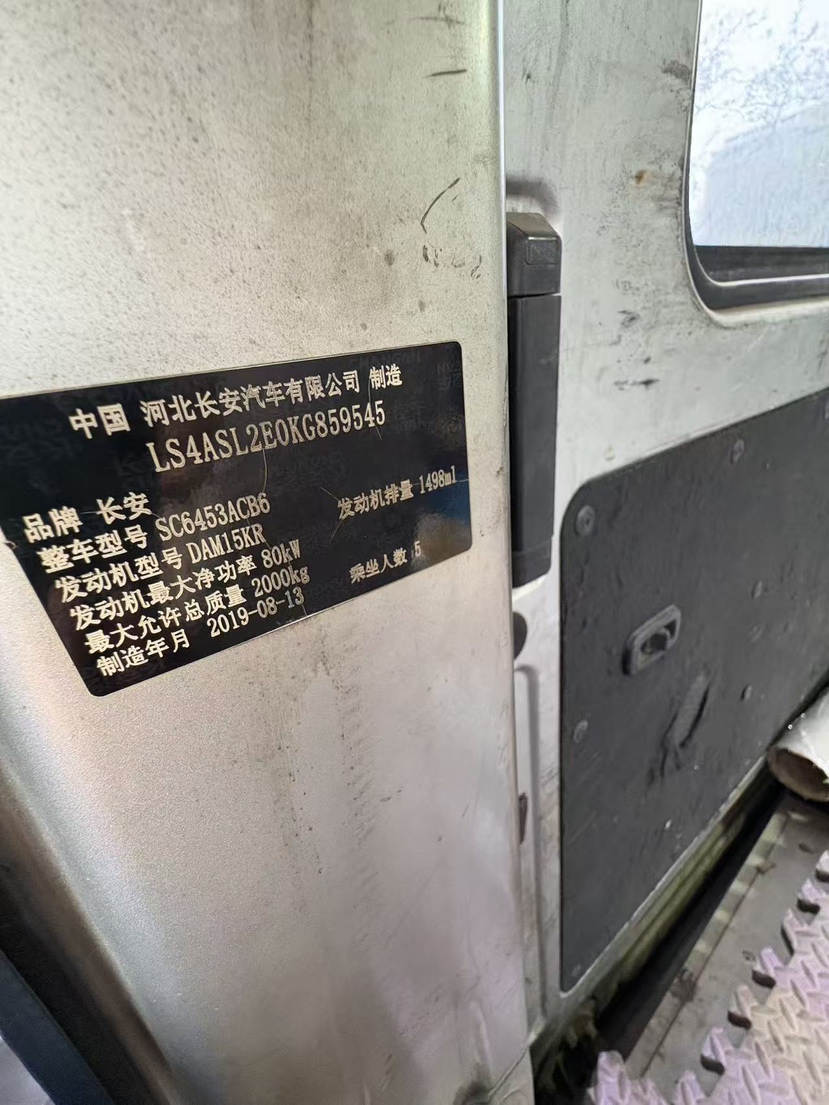 中国 河北长安汽车有限公司 制造
LS4ASL2E0KG859545
品牌 长安
整车型号 SC6453ACB6 发动机排量 1498ml
发动机型号 DAM15KR
发动机最大净功率 80kW
最大允许总质量 2000kg 乘坐人数 5
制造年月 2019-08-13